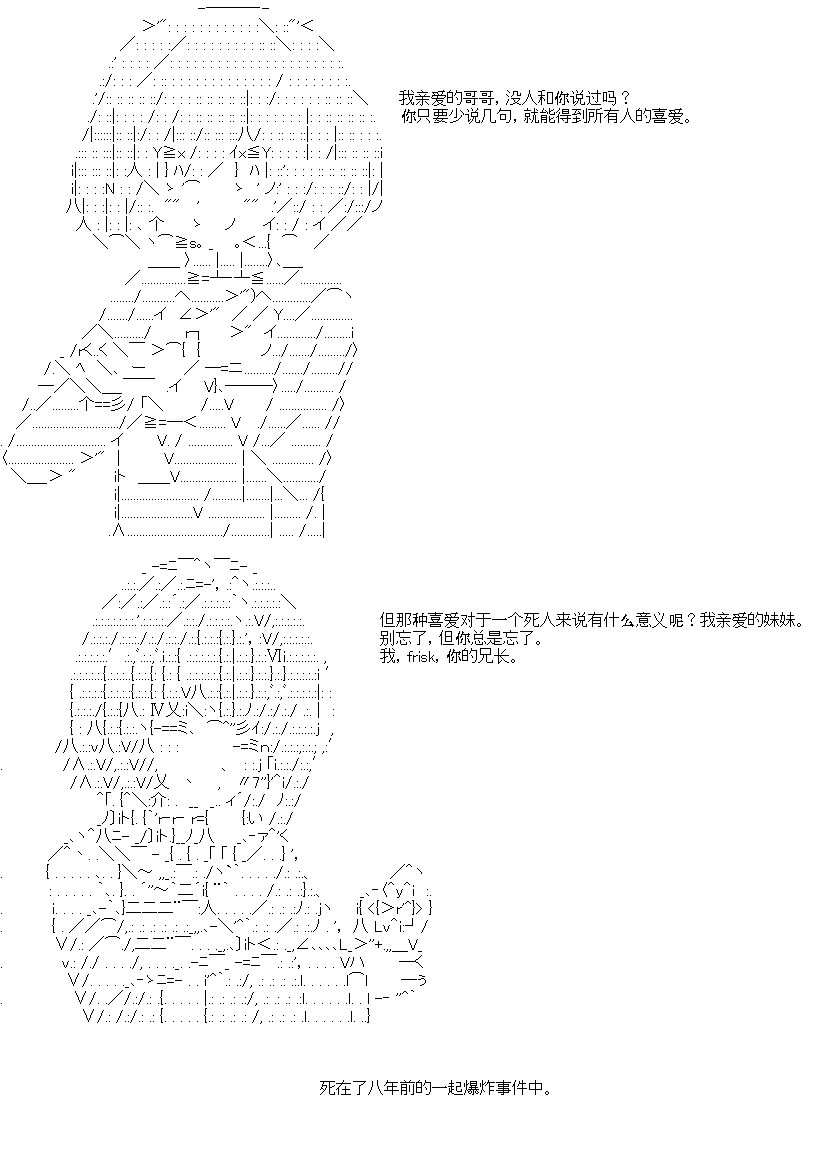 我亲爱的哥哥，没人和你说过吗？
你只要少说几句，就能得到所有人的喜爱。
但那种喜爱对于一个死人来说有什么意义呢？我亲爱的妹妹。
别忘了，但你总是忘了。
我，frisk，你的兄长。
死在了八年前的一起爆炸事件中。